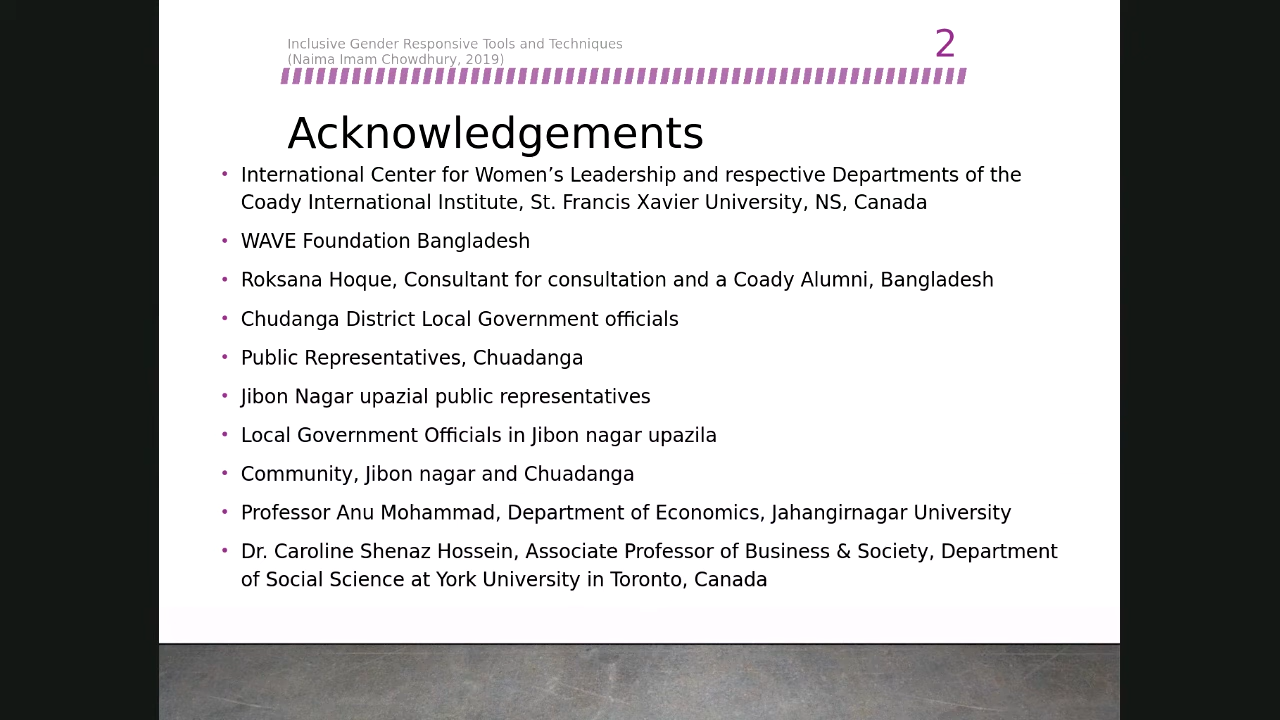 Inclusive Gender Responsive Tools and Techniques
(Naima Imam Chowdhury, 2019)
2
Acknowledgements
• International Center for Women’s Leadership and respective Departments of the
Coady International Institute, St. Francis Xavier University, NS, Canada
• WAVE Foundation Bangladesh
• Roksana Hoque, Consultant for consultation and a Coady Alumni, Bangladesh
• Chudanga District Local Government officials
• Public Representatives, Chuadanga
• Jibon Nagar upazial public representatives
• Local Government Officials in Jibon nagar upazila
• Community, Jibon nagar and Chuadanga
• Professor Anu Mohammad, Department of Economics, Jahangirnagar University
• Dr. Caroline Shenaz Hossein, Associate Professor of Business & Society, Department
of Social Science at York University in Toronto, Canada